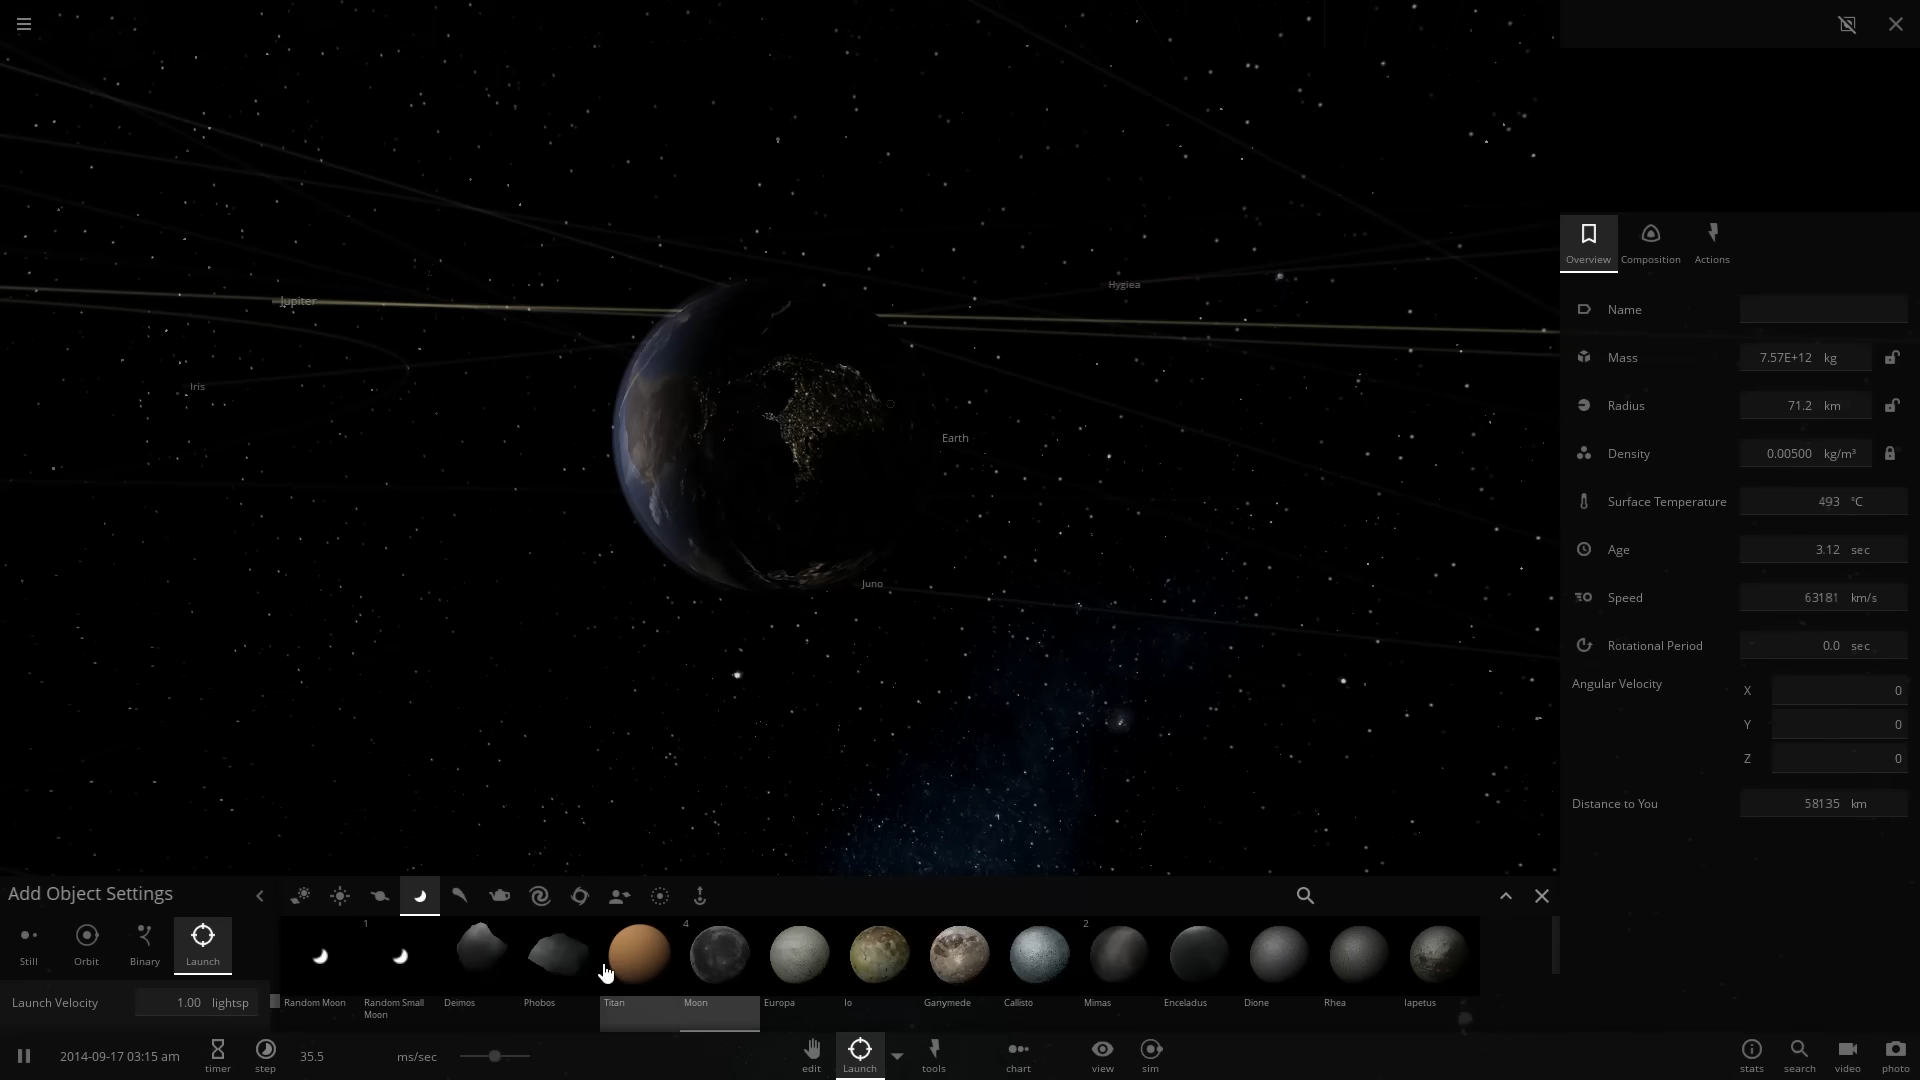 Jupiter
Hygiea
Iris
Earth
Juno
Overview
Composition
Actions
Name
Mass 7.57E+12 kg
Radius 71.2 km
Density 0.00500 kg/m³
Surface Temperature 493 °C
Age 3.12 sec
Speed 63181 km/s
Rotational Period 0.0 sec
Angular Velocity
X 0
Y 0
Z 0
Distance to You 58135 km
Add Object Settings
Still
Orbit
Binary
Launch
Launch Velocity 1.00 lightsp
1
4
2
Random Moon
Random Small Moon
Deimos
Phobos
Titan
Moon
Europa
Io
Ganymede
Callisto
Mimas
Enceladus
Dione
Rhea
Iapetus
2014-09-17 03:15 am
timer
step
35.5 ms/sec
edit
Launch
tools
chart
view
sim
stats
search
video
photo